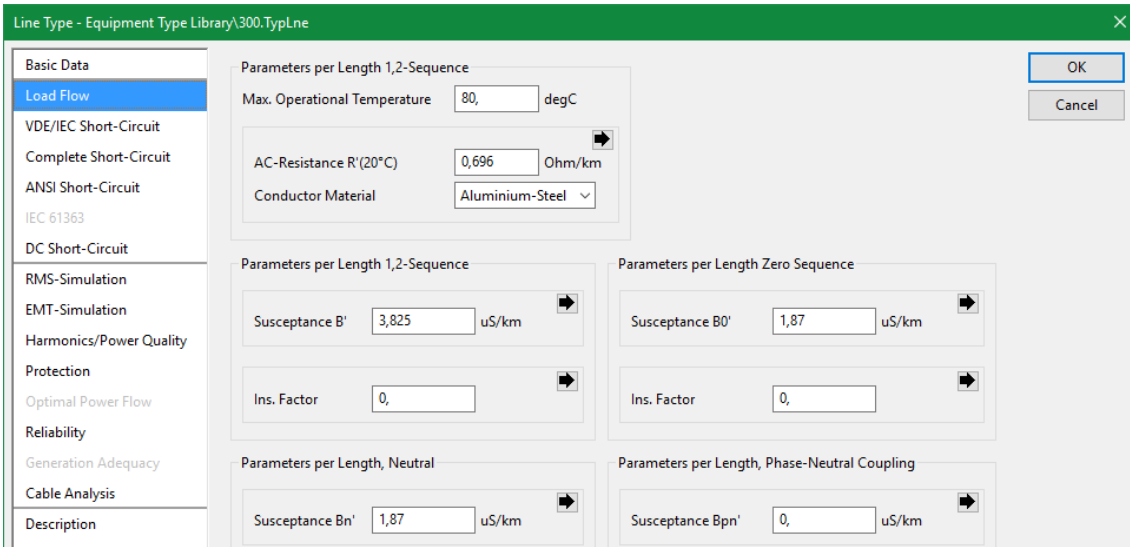 Line Type - Equipment Type Library\300.TypLne
Basic Data
Load Flow
VDE/IEC Short-Circuit
Complete Short-Circuit
ANSI Short-Circuit
IEC 61363
DC Short-Circuit
RMS-Simulation
EMT-Simulation
Harmonics/Power Quality
Protection
Optimal Power Flow
Reliability
Generation Adequacy
Cable Analysis
Description
Parameters per Length 1,2-Sequence
Max. Operational Temperature 80, degC
AC-Resistance R'(20°C) 0,696 Ohm/km
Conductor Material Aluminium-Steel
Parameters per Length 1,2-Sequence
Susceptance B' 3,825 uS/km
Ins. Factor 0,
Parameters per Length Zero Sequence
Susceptance B0' 1,87 uS/km
Ins. Factor 0,
Parameters per Length, Neutral
Susceptance Bn' 1,87 uS/km
Parameters per Length, Phase-Neutral Coupling
Susceptance Bpn' 0, uS/km
OK
Cancel